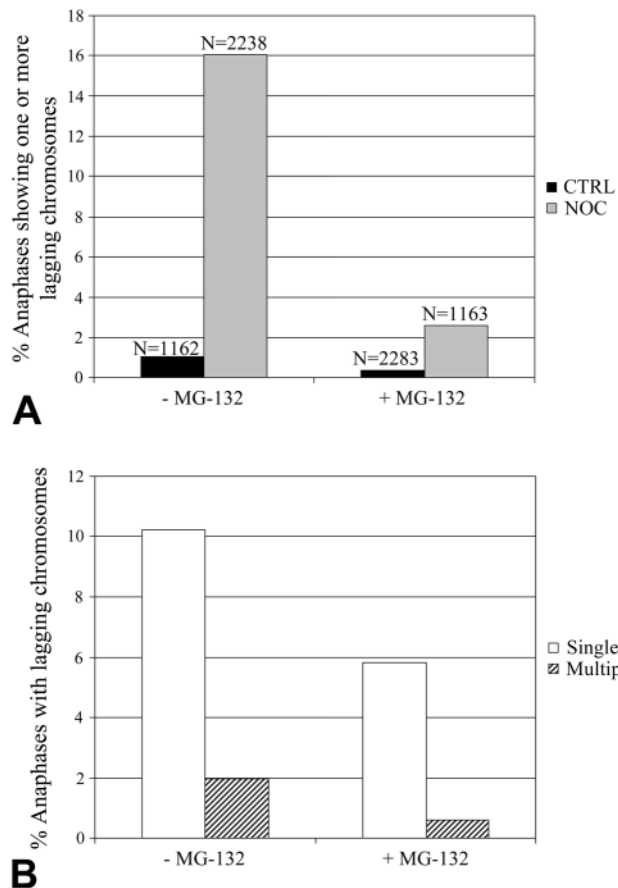 % Anaphases showing one or more
lagging chromosomes
18
16
14
12
10
8
6
4
2
0
N=2238
N=1162
N=1163
N=2283
- MG-132
+ MG-132
CTRL
NOC
A
% Anaphases with lagging chromosomes
12
10
8
6
4
2
0
- MG-132
+ MG-132
Single
Multip
B